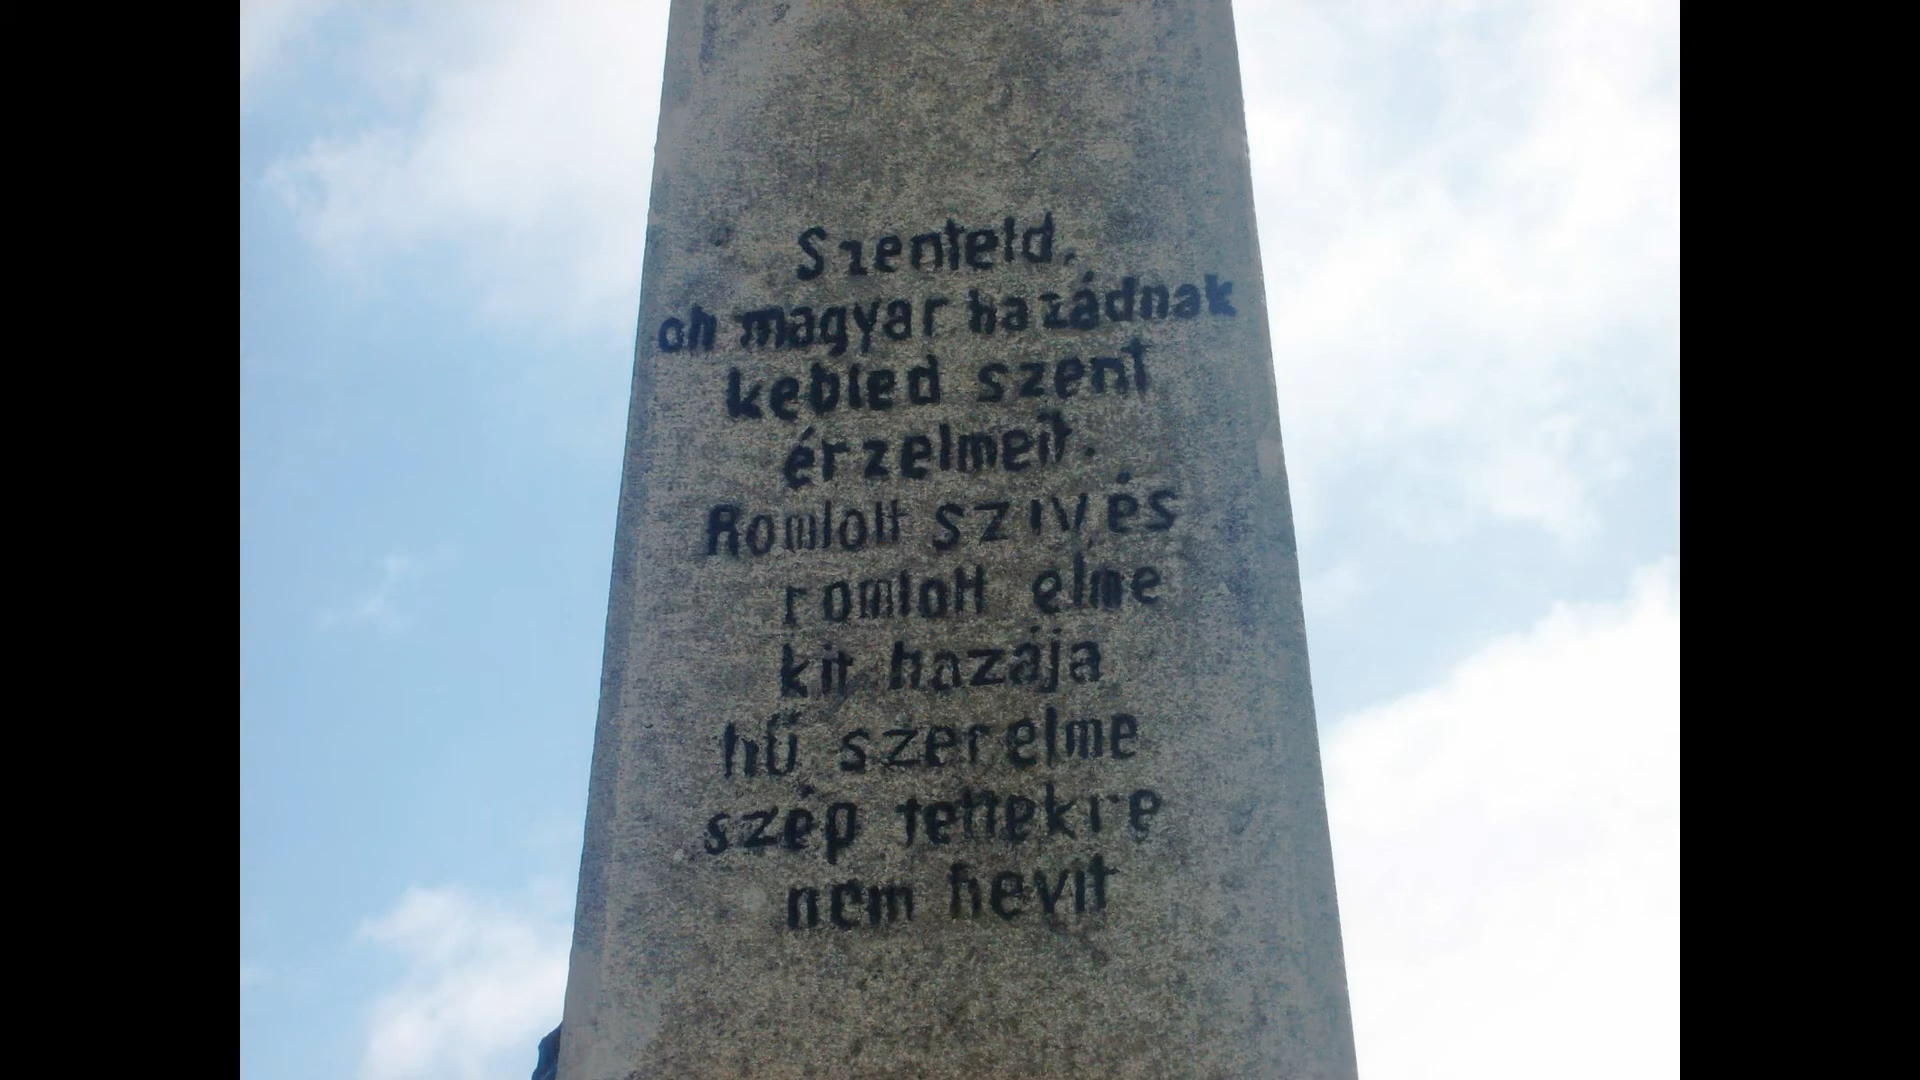 Szenteld,
oh magyar hazádnak
kebled szent
érzelmeit.
Romlott szív, és
romlott elme
kit hazája
hű szerelme
szép tettekre
nem hevit